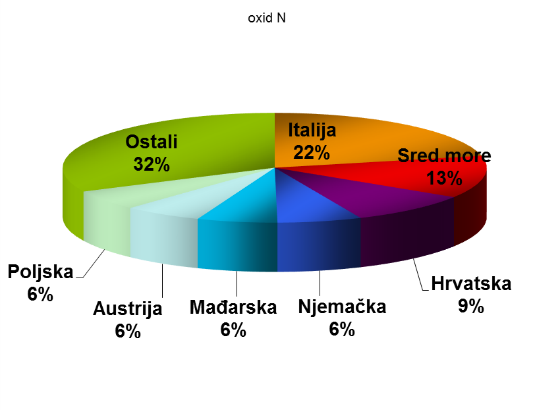 oxid N
Italija
22%
Sred.more
13%
Hrvatska
9%
Njemačka
6%
Mađarska
6%
Austrija
6%
Poljska
6%
Ostali
32%